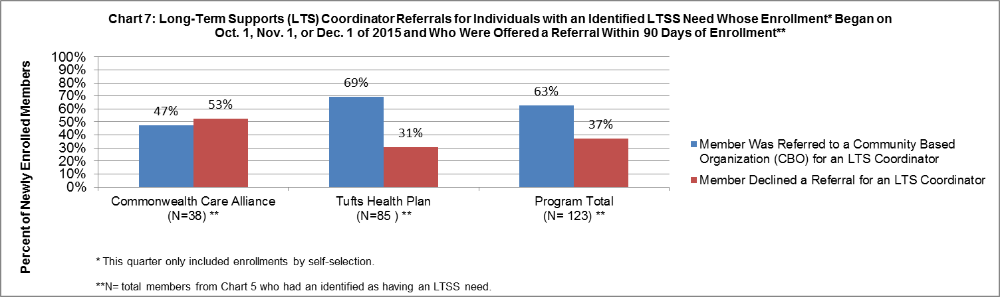 Chart 7: Long-Term Supports (LTS) Coordinator Referrals for Individuals with an Identified LTSS Need Whose Enrollment* Began on
Oct. 1, Nov. 1, or Dec. 1 of 2015 and Who Were Offered a Referral Within 90 Days of Enrollment**
Percent of Newly Enrolled Members
100%
90%
80%
70%
60%
50%
40%
30%
20%
10%
0%
47%
53%
69%
31%
63%
37%
Commonwealth Care Alliance
(N=38) **
Tufts Health Plan
(N=85 ) **
Program Total
(N= 123) **
Member Was Referred to a Community Based
Organization (CBO) for an LTS Coordinator
Member Declined a Referral for an LTS Coordinator
* This quarter only included enrollments by self-selection.
**N= total members from Chart 5 who had an identified as having an LTSS need.